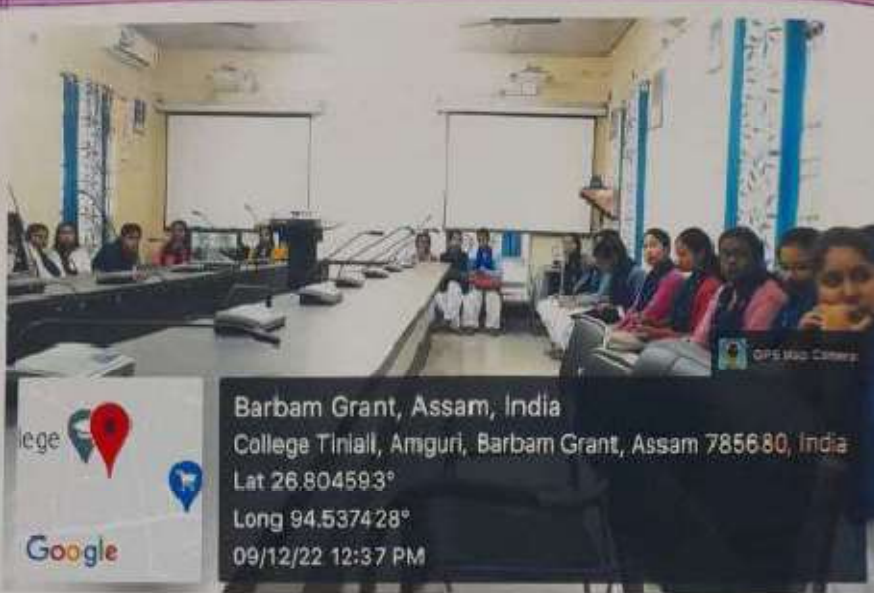 GPS Map Camera
lege
Google
Barbam Grant, Assam, India
College Tiniali, Amguri, Barbam Grant, Assam 785680, India
Lat 26.804593°
Long 94.537428°
09/12/22 12:37 PM